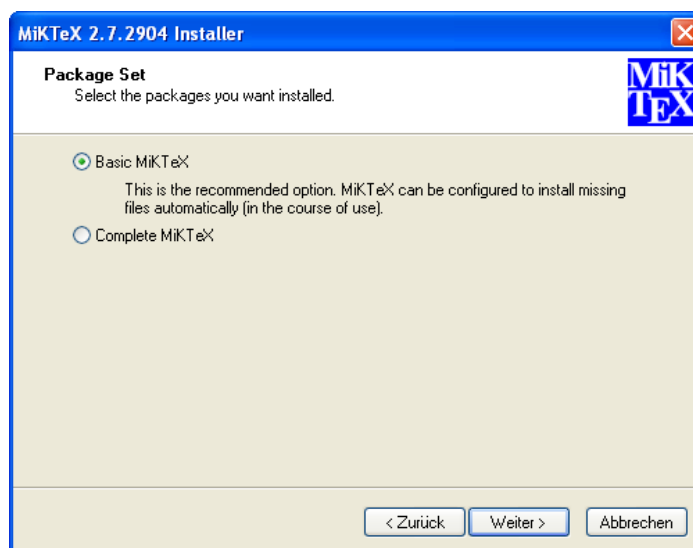 MiKTeX 2.7.2904 Installer
Package Set
Select the packages you want installed.
MiK
TEX
Basic MiKTeX
This is the recommended option. MiKTeX can be configured to install missing
files automatically (in the course of use).
Complete MiKTeX
< Zurück
Weiter >
Abbrechen